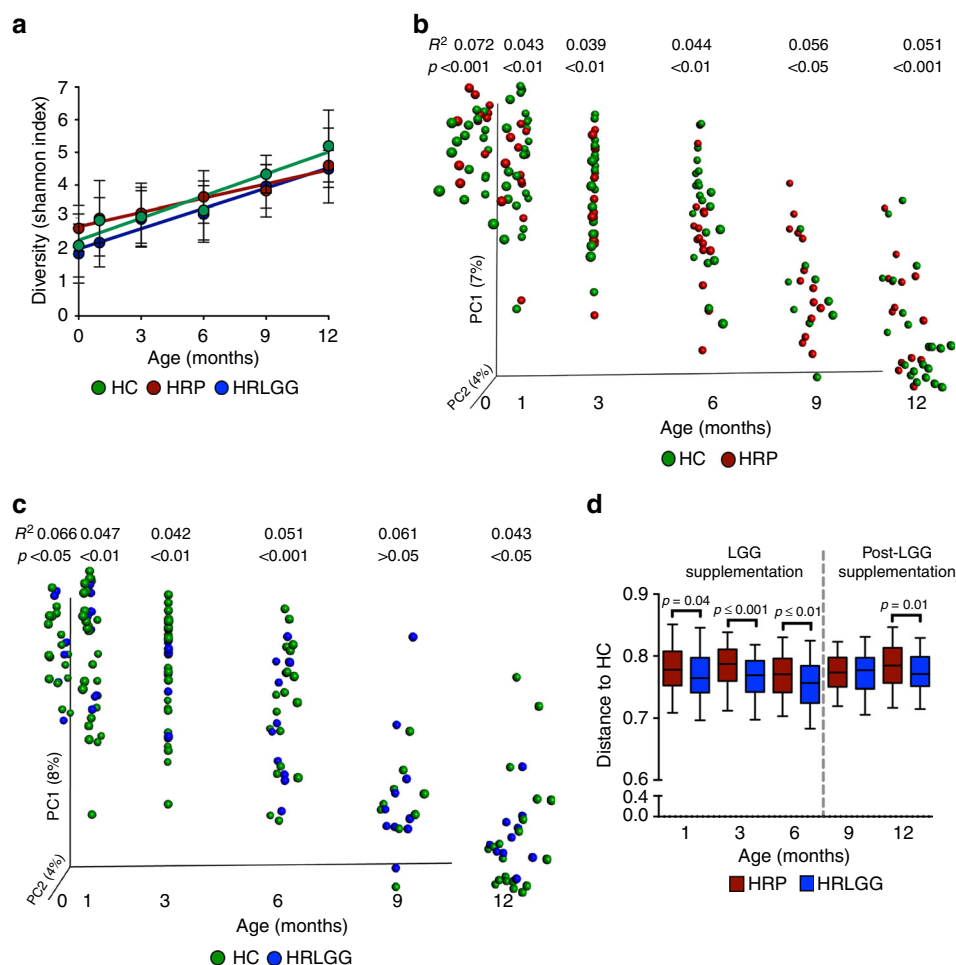 a
7
6
5
4
3
2
1
0
Diversity (shannon index)
0 3 6 9 12
Age (months)
HC HRP HRLGG
b
R² 0.072 0.043 0.039 0.044 0.056 0.051
p <0.001 <0.01 <0.01 <0.01 <0.05 <0.001
PC1 (7%)
PC2 (4%)
0 1 3 6 9 12
Age (months)
HC HRP
c
R² 0.066 0.047 0.042 0.051 0.061 0.043
p <0.05 <0.01 <0.01 <0.001 >0.05 <0.05
PC1 (8%)
PC2 (4%)
0 1 3 6 9 12
Age (months)
HC HRLGG
d
LGG
supplementation
Post-LGG
supplementation
p = 0.04 p ≤ 0.001 p ≤ 0.01 p = 0.01
0.9
0.8
0.7
0.6
0.4
0.0
Distance to HC
1 3 6 9 12
Age (months)
HRP HRLGG